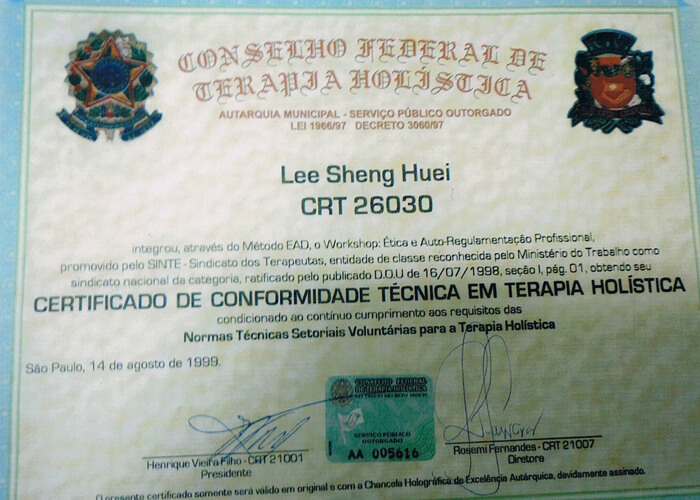 CONSELHO FEDERAL DE
TERAPIA HOLÍSTICA
AUTARQUIA MUNICIPAL - SERVIÇO PÚBLICO OUTORGADO
LEI 1966/97 DECRETO 3060/97
Lee Sheng Huei
CRT 26030
integrou, através do Método EAD, o Workshop: Ética e Auto-Regulamentação Profissional,
promovido pelo SINTE - Sindicato dos Terapeutas, entidade de classe reconhecida pelo Ministério do Trabalho como
sindicato nacional da categoria, ratificado pelo publicado D.O.U de 16/07/1998, seção I, pág. 01, obtendo seu
CERTIFICADO DE CONFORMIDADE TÉCNICA EM TERAPIA HOLÍSTICA
condicionado ao contínuo cumprimento aos requisitos das
Normas Técnicas Setoriais Voluntárias para a Terapia Holística
São Paulo, 14 de agosto de 1999.
CONSELHO FEDERAL
DE TERAPIA HOLÍSTICA
SERVIÇO PÚBLICO
OUTORGADO
AA 005616
Henrique Vieira Filho - CRT 21001
Presidente
Rosemi Fernandes - CRT 21007
Diretora
O presente certificado somente será válido em original e com a Chancela Holográfica de Excelência Autárquica, devidamente assinado.